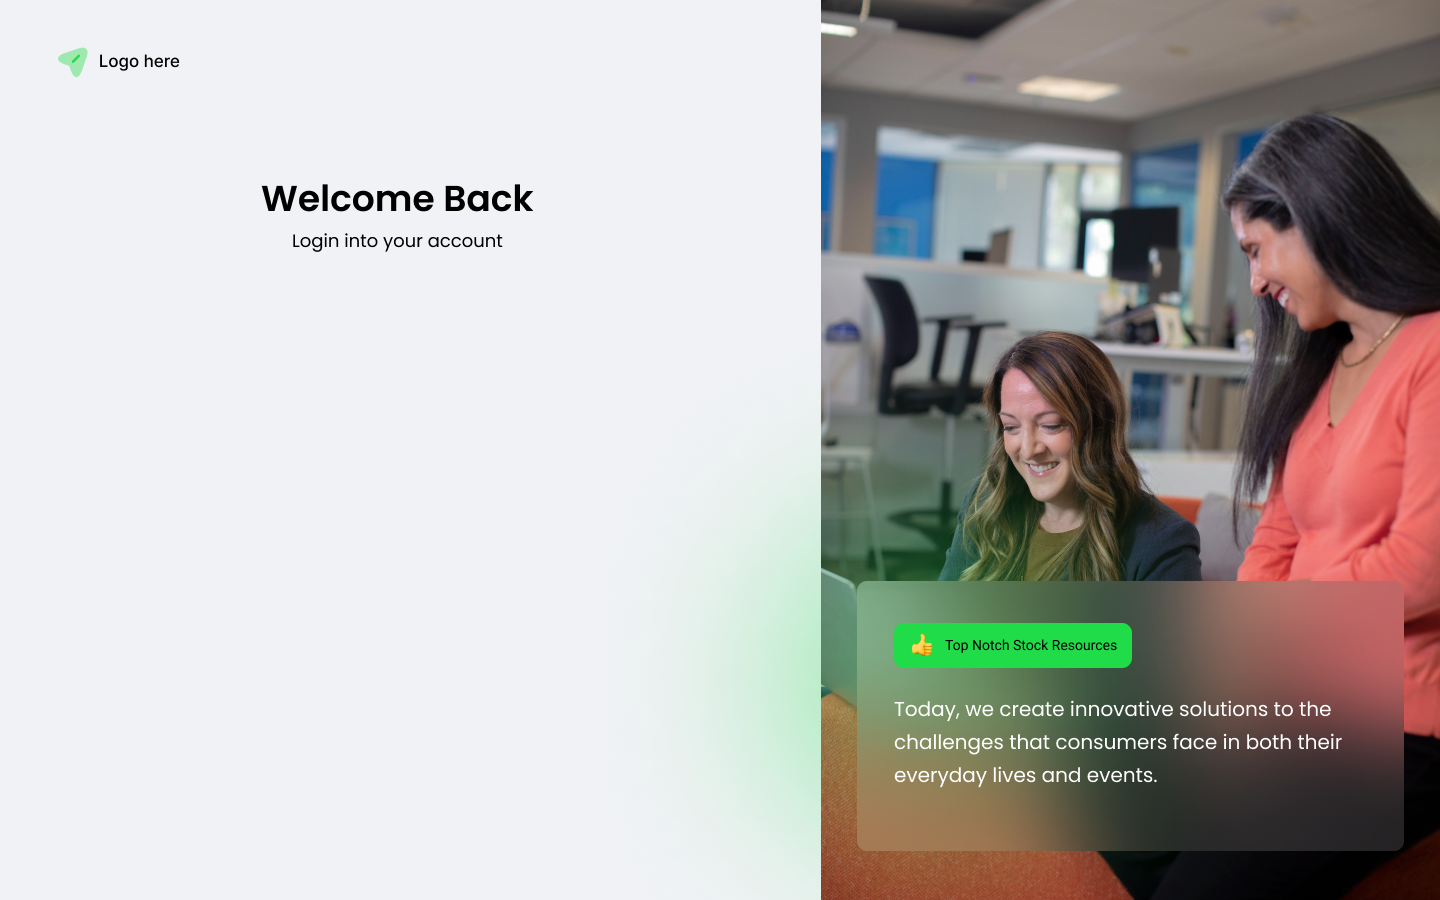 Logo here
Welcome Back
Login into your account
Top Notch Stock Resources
Today, we create innovative solutions to the
challenges that consumers face in both their
everyday lives and events.